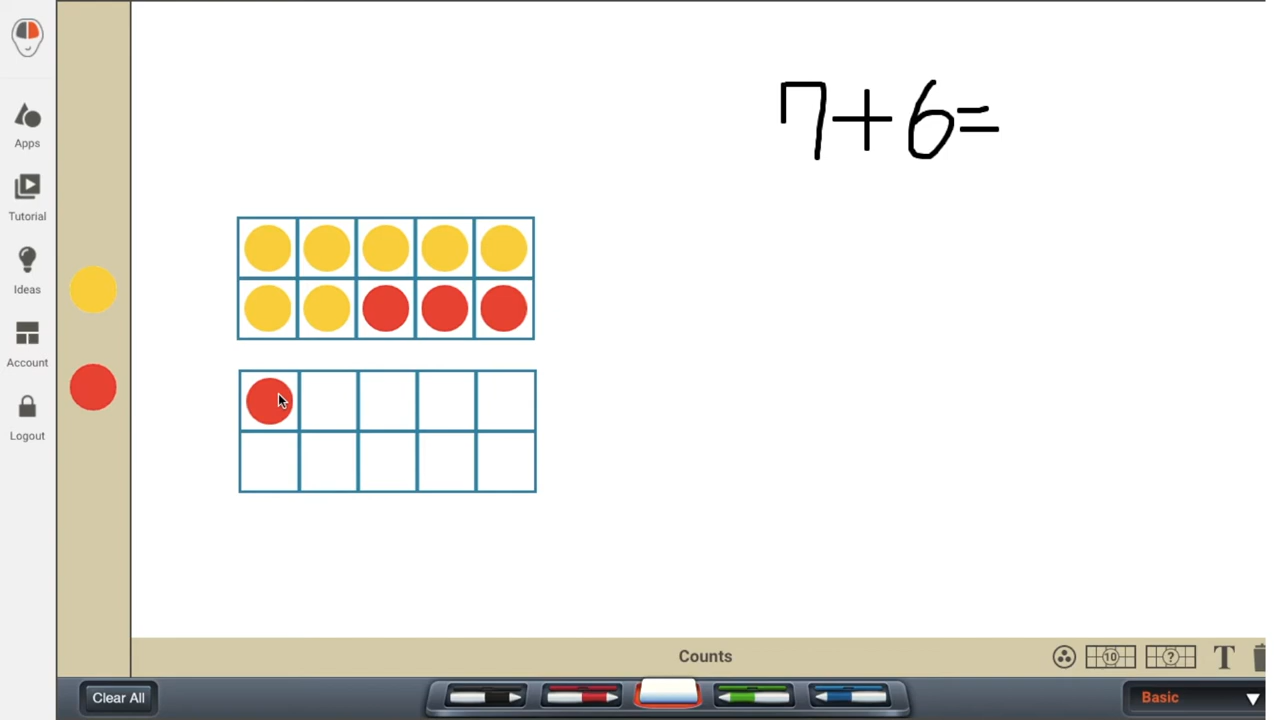 7+6=
Apps
Tutorial
Ideas
Account
Logout
Counts
10
?
T
Clear All
Basic